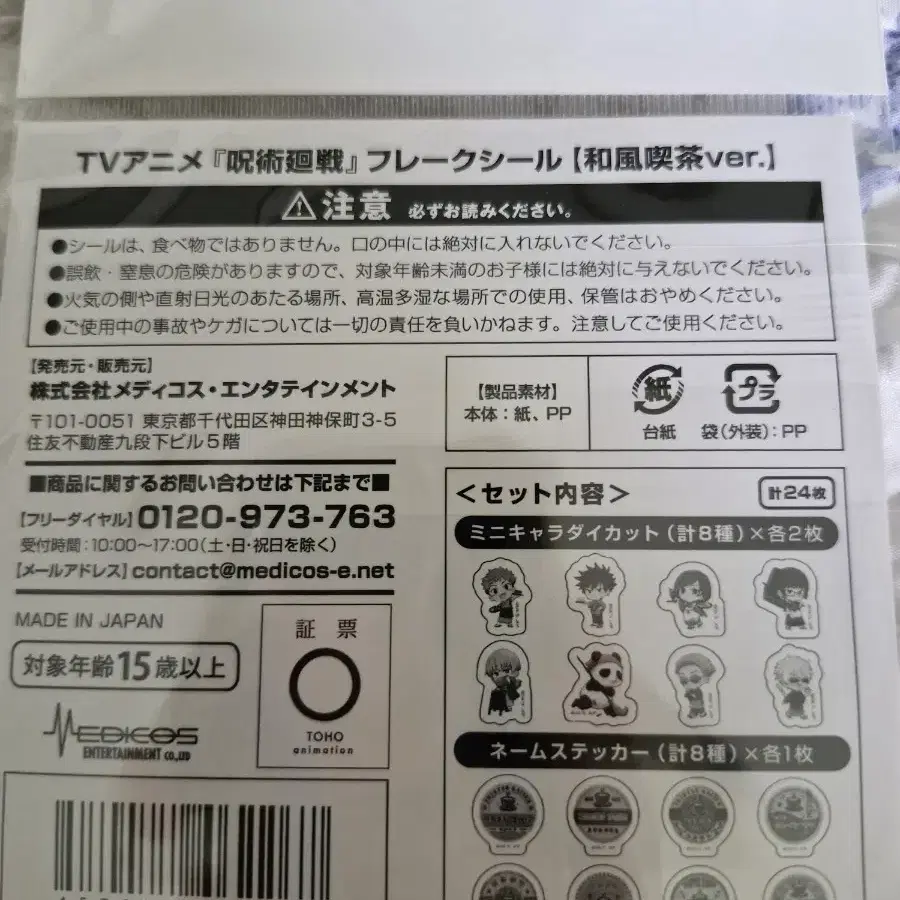 TVアニメ『呪術廻戦』フレークシール【和風喫茶ver.】
注意 必ずお読みください。
●シールは、食べ物ではありません。口の中には絶対に入れないでください。
●誤飲・窒息の危険がありますので、対象年齢未満のお子様には絶対に与えないでください。
●火気の側や直射日光のあたる場所、高温多湿な場所での使用、保管はおやめください。
●ご使用中の事故やケガについては一切の責任を負いかねます。注意してご使用ください。
【発売元・販売元】
株式会社メディコス・エンタテインメント
〒101-0051 東京都千代田区神田神保町3-5
住友不動産九段下ビル5階
■商品に関するお問い合わせは下記まで■
【フリーダイヤル】0120-973-763
受付時間:10:00〜17:00(土・日・祝日を除く)
【メールアドレス】contact@medicos-e.net
MADE IN JAPAN
対象年齢15歳以上
MEDICOS
ENTERTAINMENT CO.,LTD
証票
TOHO
animation
【製品素材】
本体:紙、PP
紙
台紙
プラ
袋(外装):PP
<セット内容>
計24枚
ミニキャラダイカット(計8種)×各2枚
ネームステッカー(計8種)×各1枚